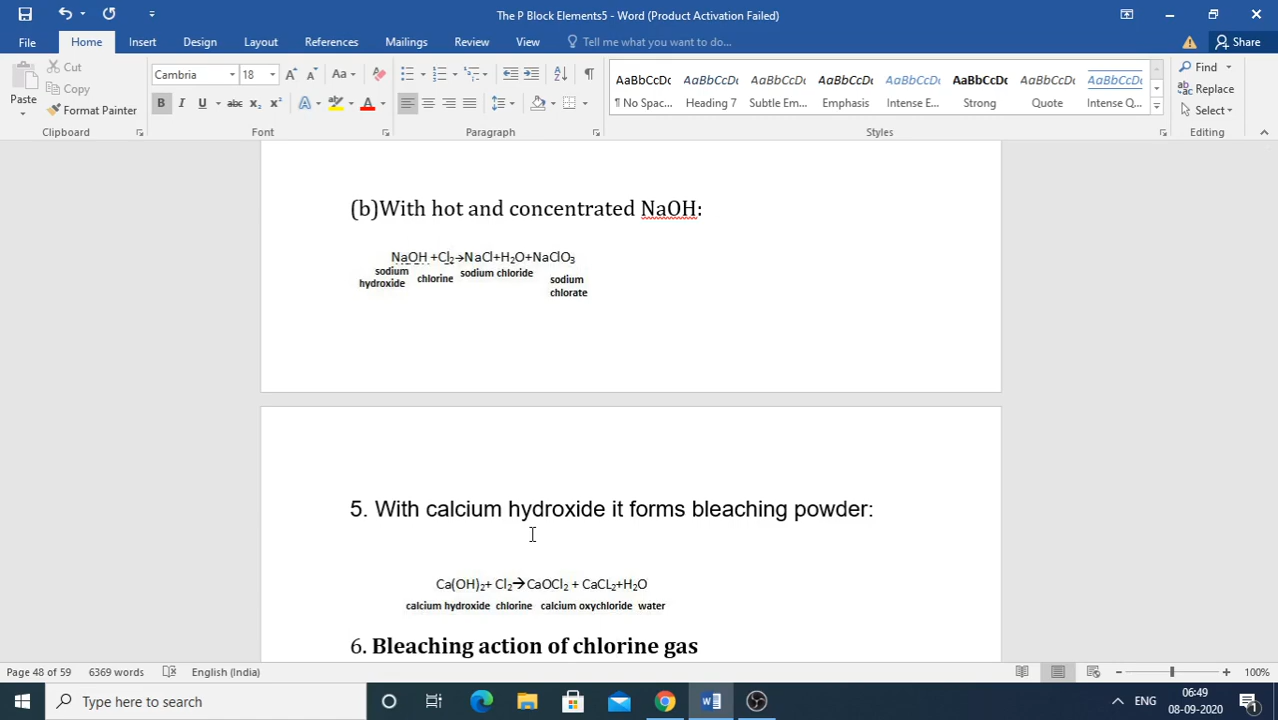 The P Block Elements5 - Word (Product Activation Failed)
File Home Insert Design Layout References Mailings Review View Tell me what you want to do... Share
Paste Cut Copy Format Painter Clipboard
Cambria 18 Aa Font
B I U abc x₂ x² A A
Paragraph
AaBbCcDc AaBbCcDc AaBbCcDc AaBbCcDc AaBbCcDc AaBbCcDc AaBbCcDc AaBbCcDc
¶ No Spac... Heading 7 Subtle Em... Emphasis Intense E... Strong Quote Intense Q...
Styles
Find Replace Select Editing
(b)With hot and concentrated NaOH:
NaOH +Cl₂→NaCl+H₂O+NaClO₃
sodium hydroxide chlorine sodium chloride sodium chlorate
5. With calcium hydroxide it forms bleaching powder:
Ca(OH)₂+ Cl₂→CaOCl₂ + CaCL₂+H₂O
calcium hydroxide chlorine calcium oxychloride water
6. Bleaching action of chlorine gas
Page 48 of 59 6369 words English (India) 100%
Type here to search ENG 06:49
08-09-2020 1